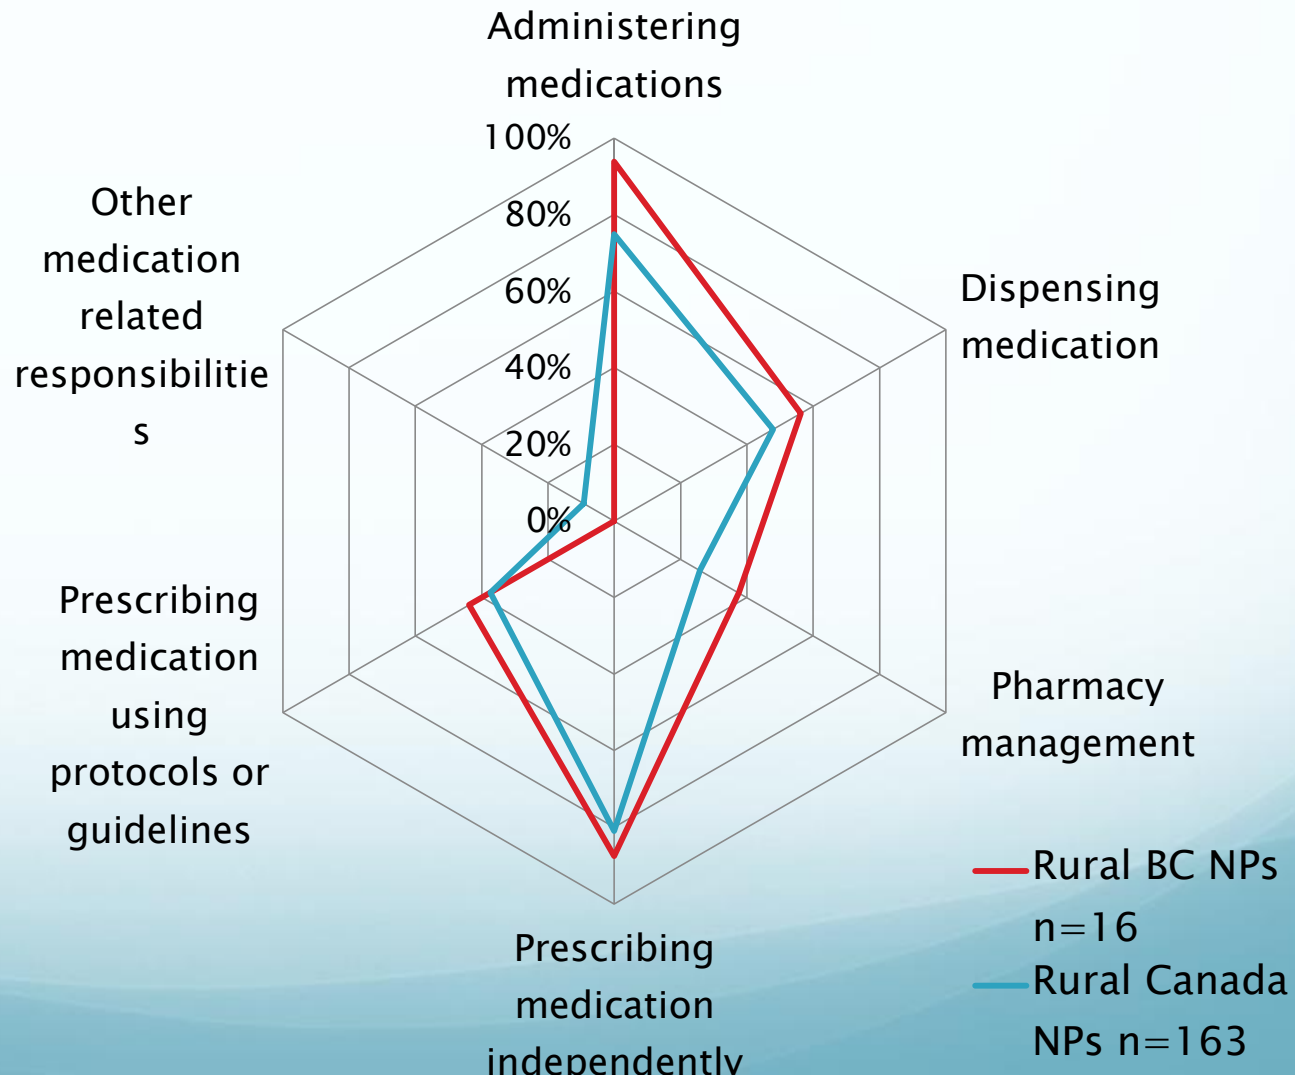 Administering
medications
100%
80%
60%
40%
20%
0%
Dispensing
medication
Pharmacy
management
Prescribing
medication
independently
Prescribing
medication
using
protocols or
guidelines
Other
medication
related
responsibilitie
s
Rural BC NPs
n=16
Rural Canada
NPs n=163